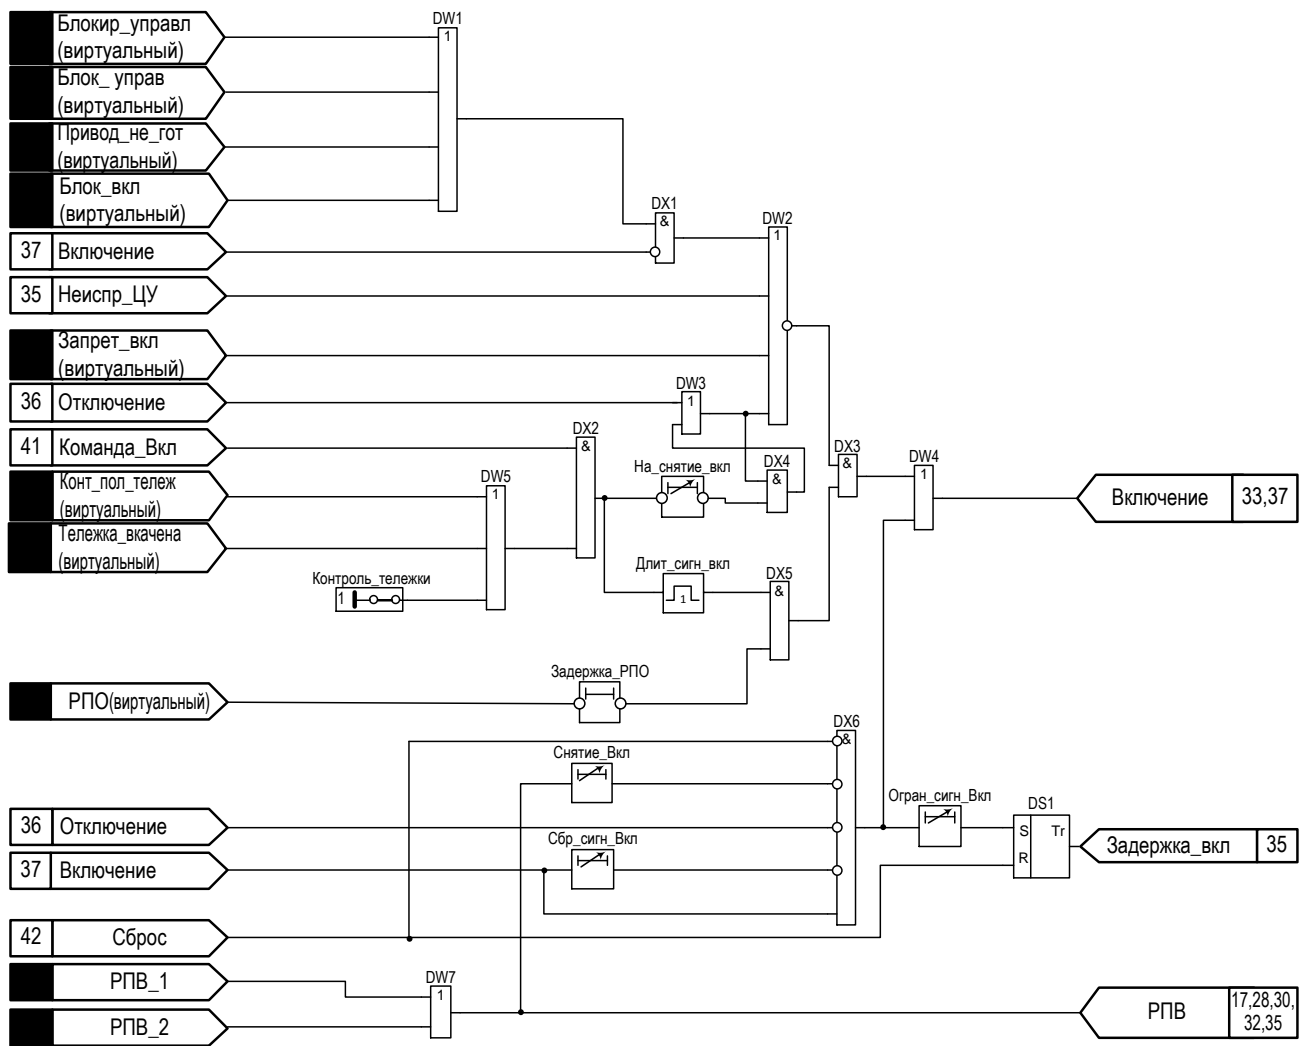 Блокир_управл
(виртуальный)
DW1
1
Блок_ управ
(виртуальный)
Привод_не_гот
(виртуальный)
Блок_вкл
(виртуальный)
DX1
&
DW2
1
37 Включение
35 Неиспр_ЦУ
Запрет_вкл
(виртуальный)
DW3
1
36 Отключение
41 Команда_Вкл
DX2
&
DX3
&
DW4
1
На_снятие_вкл
DX4
&
Конт_пол_тележ
(виртуальный)
DW5
1
Включение 33,37
Тележка_вкачена
(виртуальный)
Контроль_тележки
1
Длит_сигн_вкл
1
DX5
&
Задержка_РПО
РПО(виртуальный)
DX6
&
Снятие_Вкл
Огран_сигн_Вкл
DS1
S Tr
R
36 Отключение
Сбр_сигн_Вкл
Задержка_вкл 35
37 Включение
42 Сброс
РПВ_1
DW7
1
РПВ_2
РПВ
17,28,30,
32,35